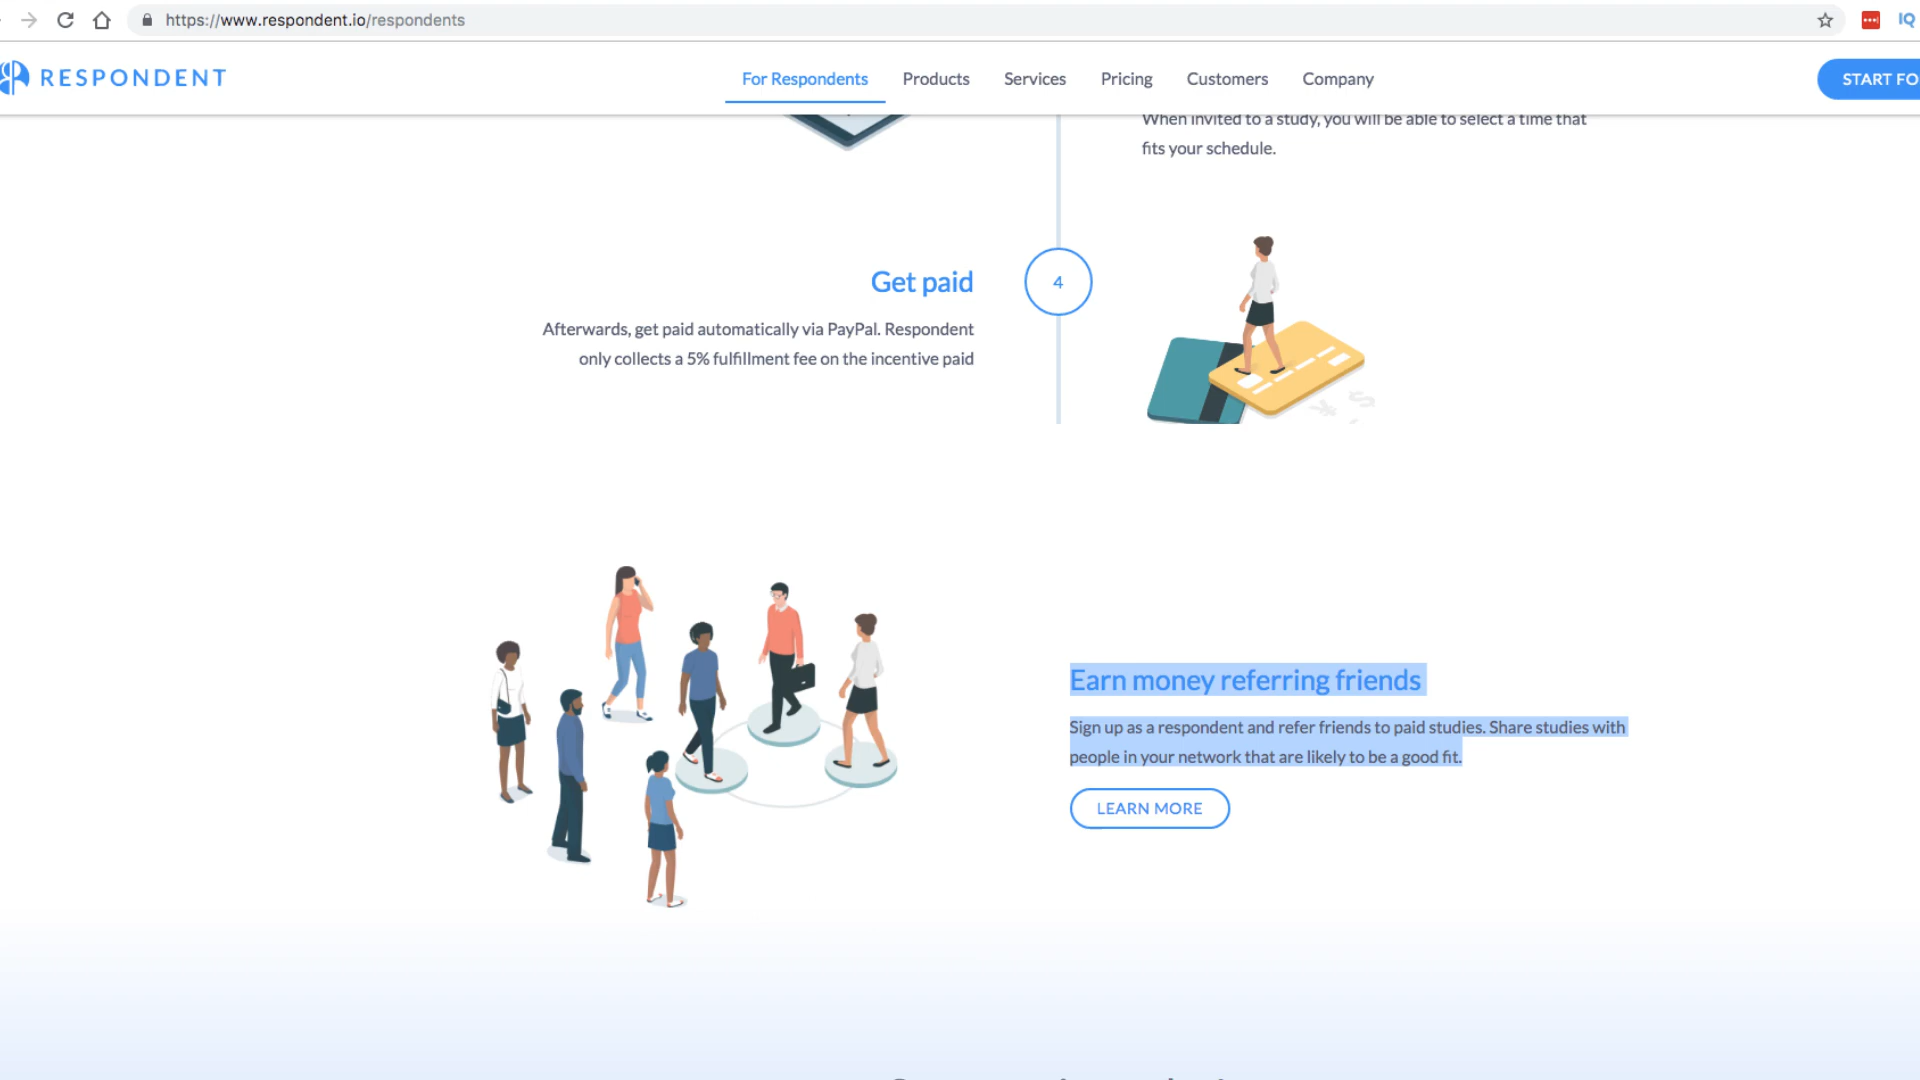 https://www.respondent.io/respondents
IQ
RESPONDENT
For Respondents Products Services Pricing Customers Company
START FO
When invited to a study, you will be able to select a time that
fits your schedule.
Get paid
4
Afterwards, get paid automatically via PayPal. Respondent
only collects a 5% fulfillment fee on the incentive paid
Earn money referring friends
Sign up as a respondent and refer friends to paid studies. Share studies with
people in your network that are likely to be a good fit.
LEARN MORE